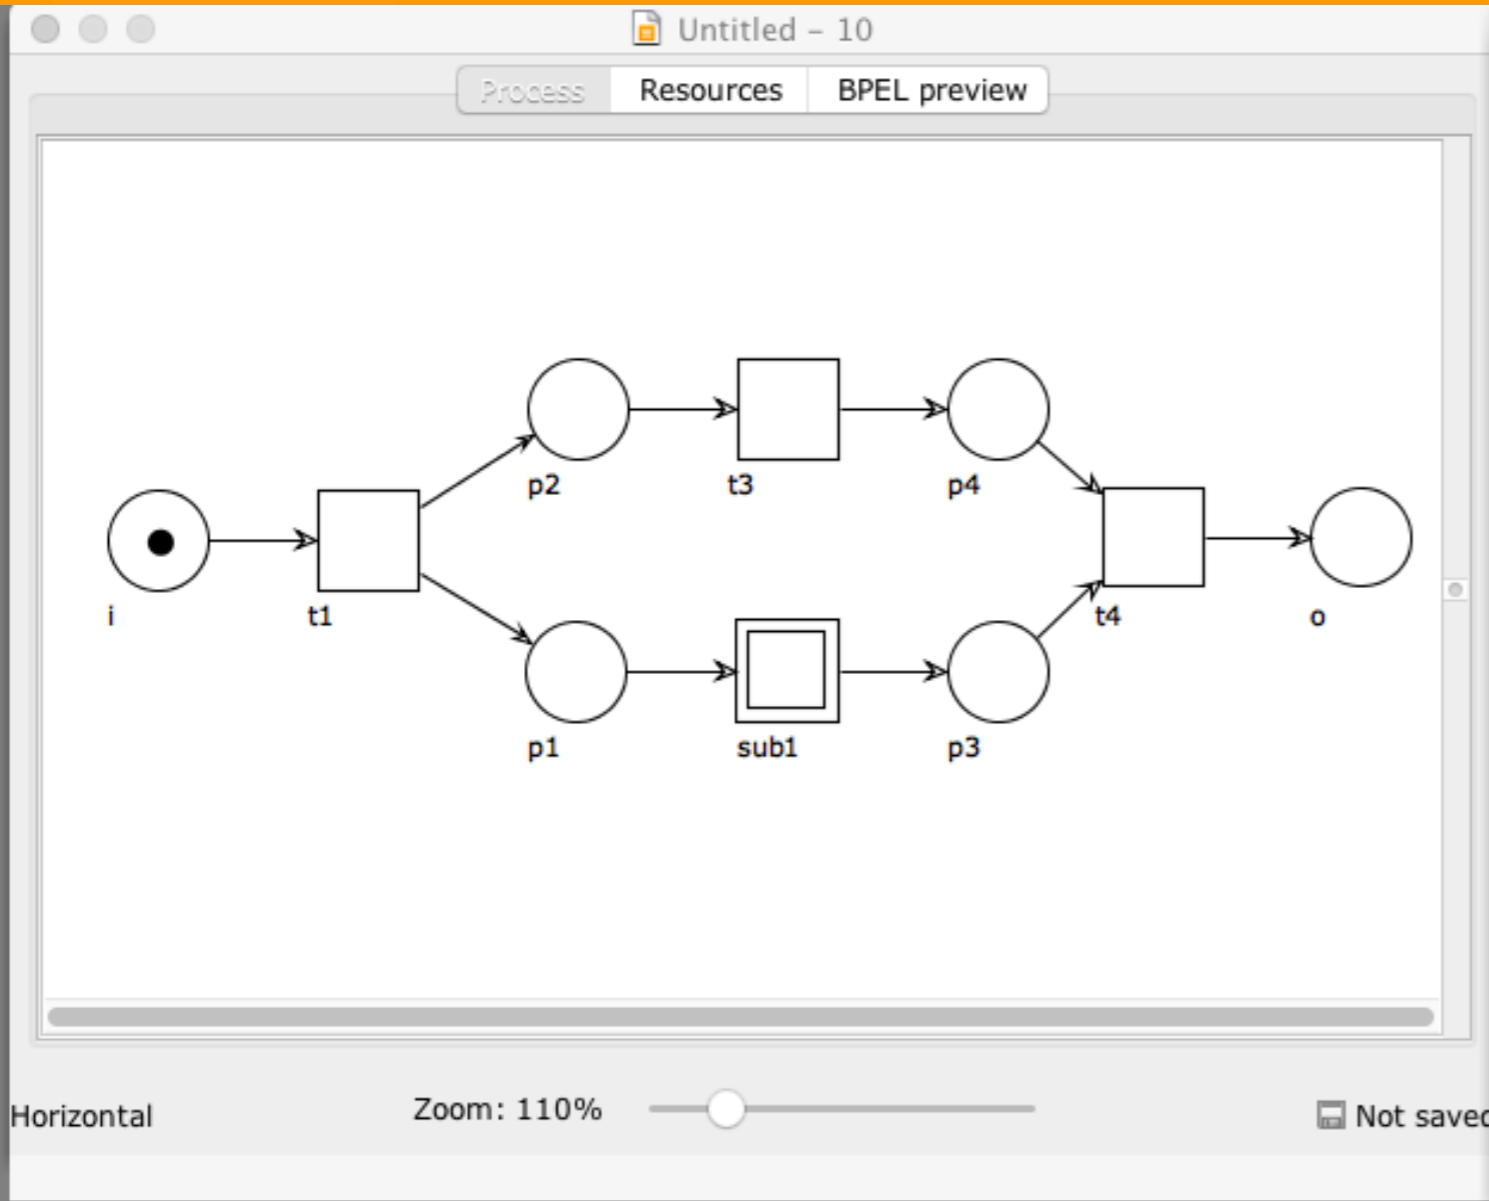 Untitled – 10
Process Resources BPEL preview
p2 t3 p4
i t1 t4 o
p1 sub1 p3
Horizontal Zoom: 110% Not saved